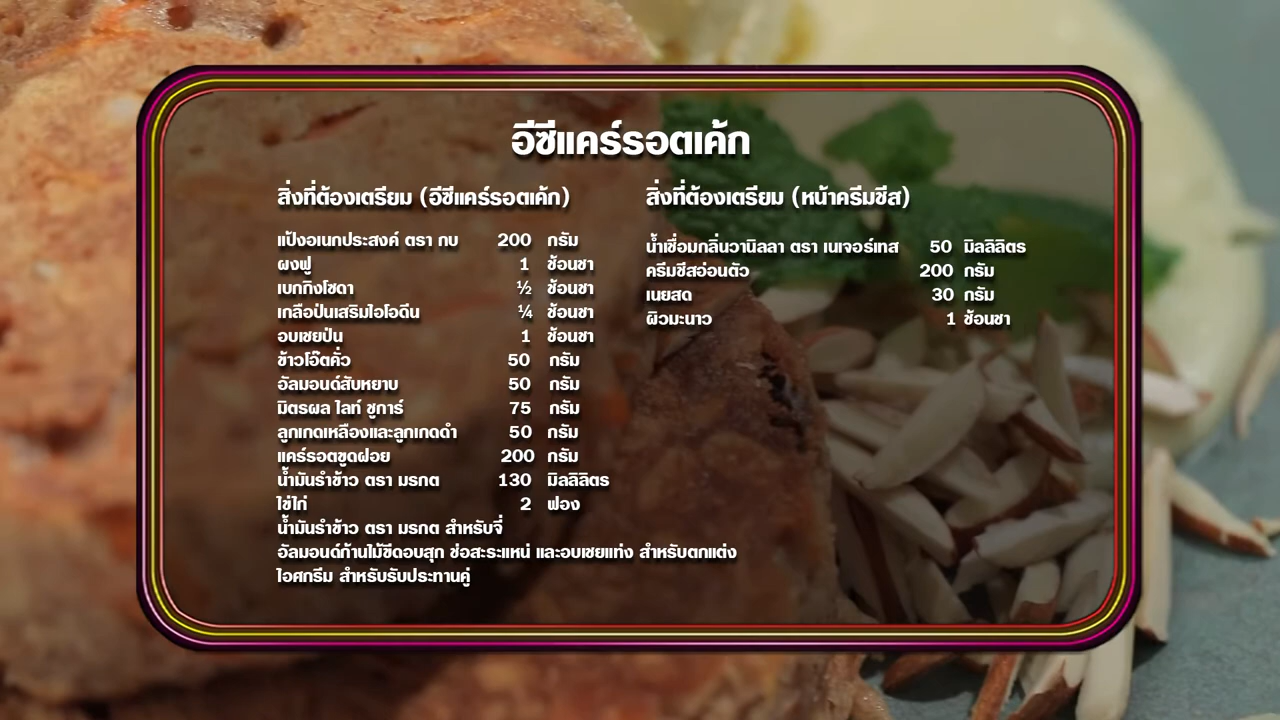 อีซีแคร์รอตเค้ก
สิ่งที่ต้องเตรียม (อีซีแคร์รอตเค้ก)
แป้งอเนกประสงค์ ตรา กบ 200 กรัม
ผงฟู 1 ช้อนชา
เบกกิงโซดา ½ ช้อนชา
เกลือป่นเสริมไอโอดีน ¼ ช้อนชา
อบเชยป่น 1 ช้อนชา
ข้าวโอ๊ตคั่ว 50 กรัม
อัลมอนด์สับหยาบ 50 กรัม
มิตรผล ไลท์ ชูการ์ 75 กรัม
ลูกเกดเหลืองและลูกเกดดำ 50 กรัม
แคร์รอตขูดฝอย 200 กรัม
น้ำมันรำข้าว ตรา มรกต 130 มิลลิลิตร
ไข่ไก่ 2 ฟอง
น้ำมันรำข้าว ตรา มรกต สำหรับจี่
อัลมอนด์ก้านไม้ขีดอบสุก ช่อสะระแหน่ และอบเชยแท่ง สำหรับตกแต่ง
ไอศกรีม สำหรับรับประทานคู่
สิ่งที่ต้องเตรียม (หน้าครีมชีส)
น้ำเชื่อมกลิ่นวานิลลา ตรา เนเจอร์เทส 50 มิลลิลิตร
ครีมชีสอ่อนตัว 200 กรัม
เนยสด 30 กรัม
ผิวมะนาว 1 ช้อนชา